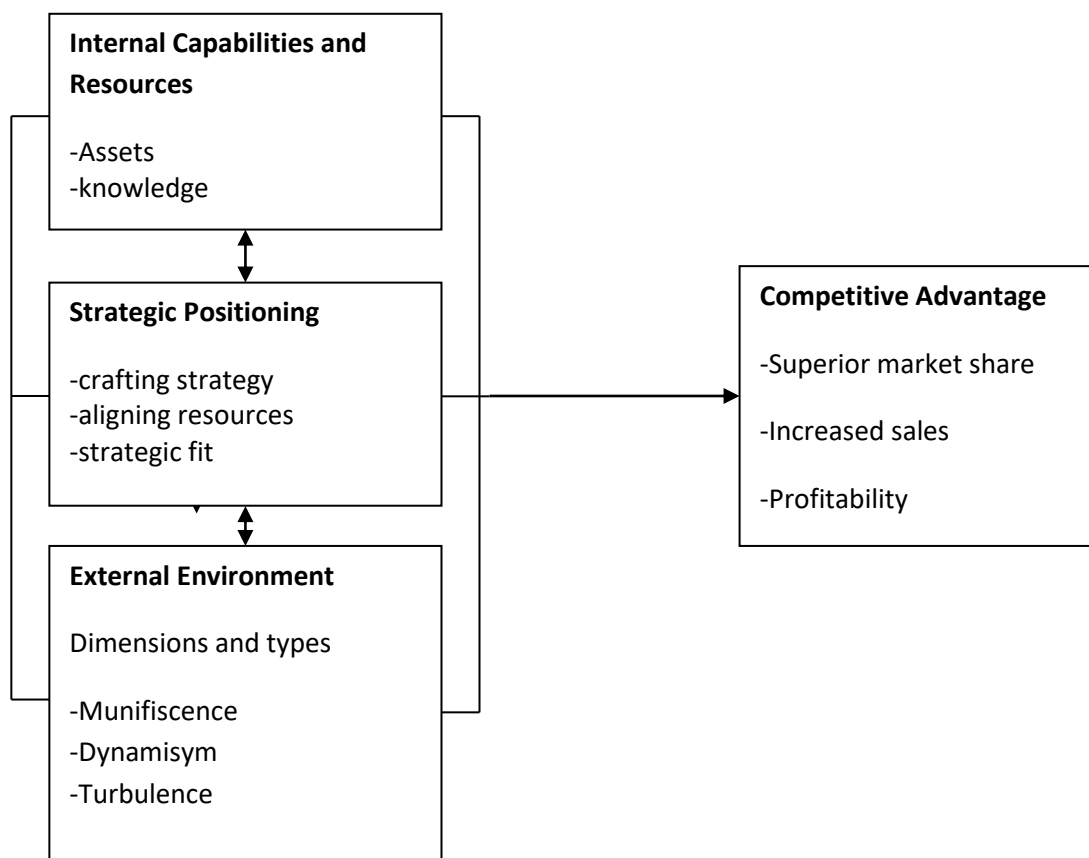 Internal Capabilities and
Resources
-Assets
-knowledge
Strategic Positioning
-crafting strategy
-aligning resources
-strategic fit
External Environment
Dimensions and types
-Munifiscence
-Dynamisym
-Turbulence
Competitive Advantage
-Superior market share
-Increased sales
-Profitability